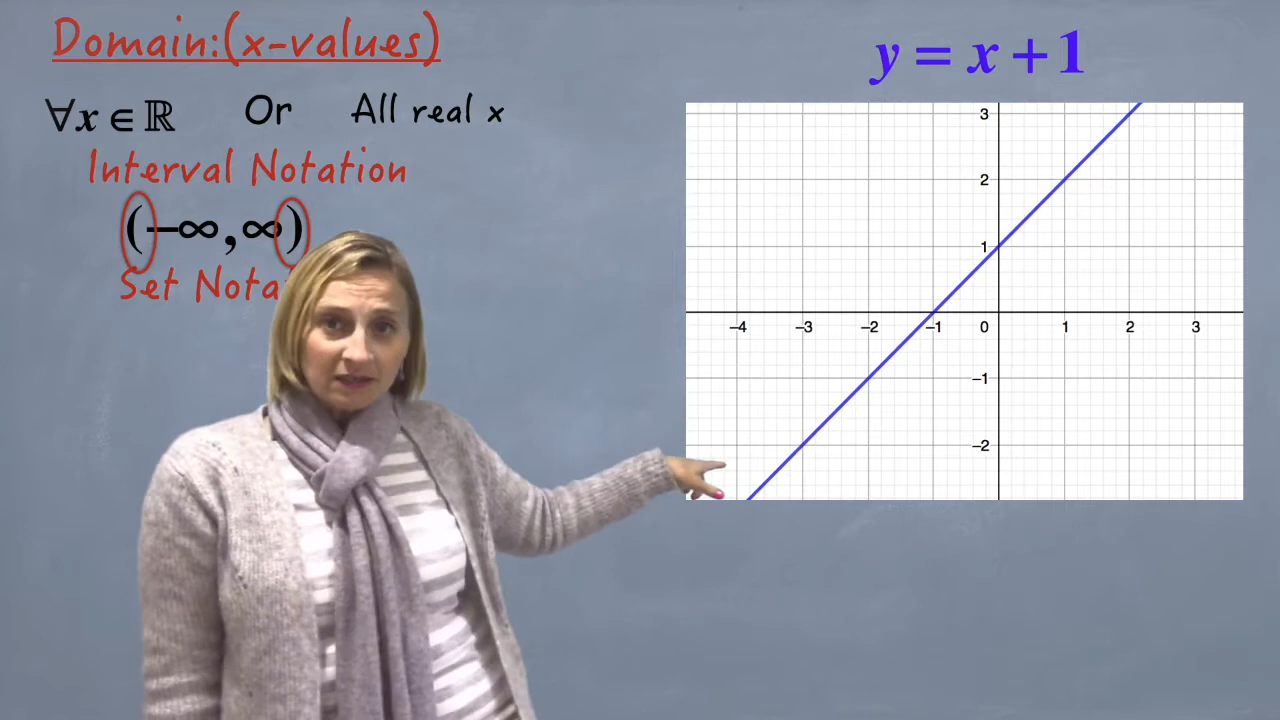 Domain:(x-values)
∀x ∈ ℝ Or All real x
Interval Notation
(−∞,∞)
Set
y = x + 1
3
2
1
−4 −3 −2 −1 0 1 2 3
−1
−2